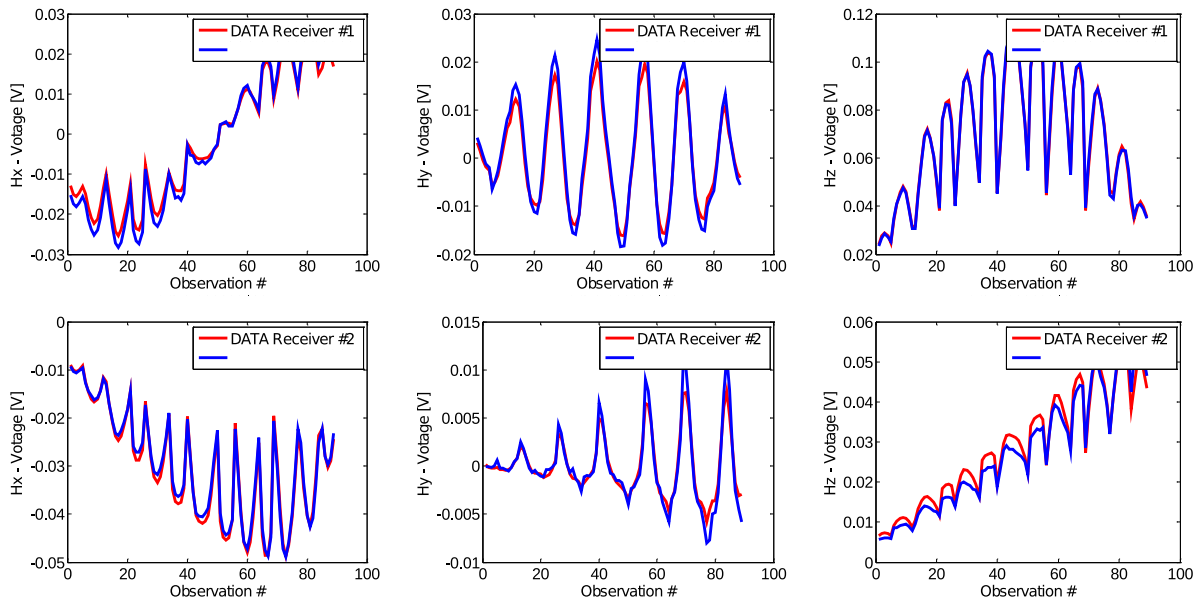 0.03
0.02
0.01
0
-0.01
-0.02
-0.03
0 20 40 60 80 100
Hx - Votage [V]
Observation #
DATA Receiver #1
0.03
0.02
0.01
0
-0.01
-0.02
0 20 40 60 80 100
Hy - Votage [V]
Observation #
DATA Receiver #1
0.12
0.1
0.08
0.06
0.04
0.02
0 20 40 60 80 100
Hz - Votage [V]
Observation #
DATA Receiver #1
0
-0.01
-0.02
-0.03
-0.04
-0.05
0 20 40 60 80 100
Hx - Votage [V]
Observation #
DATA Receiver #2
0.015
0.01
0.005
0
-0.005
-0.01
0 20 40 60 80 100
Hy - Votage [V]
Observation #
DATA Receiver #2
0.06
0.05
0.04
0.03
0.02
0.01
0
0 20 40 60 80 100
Hz - Votage [V]
Observation #
DATA Receiver #2